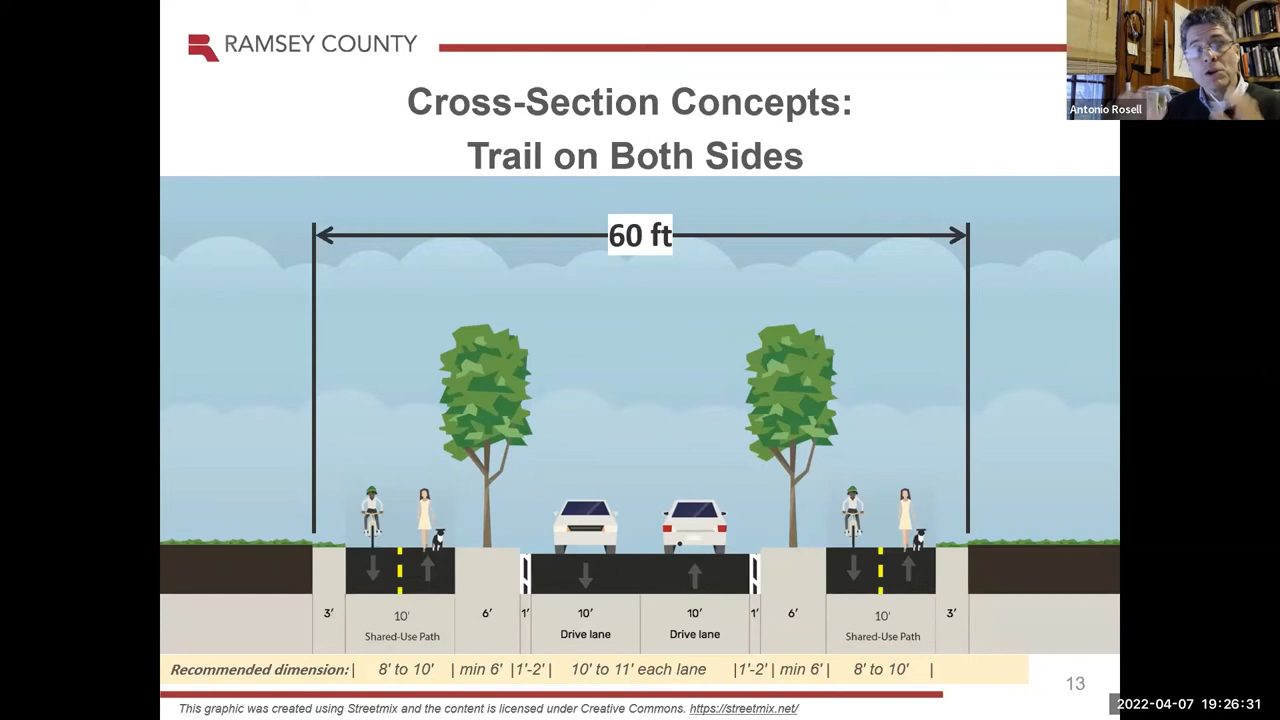 RAMSEY COUNTY
Antonio Rosell
Cross-Section Concepts:
Trail on Both Sides
60 ft
3' 10' 6' 1' 10' 10' 1' 6' 10' 3'
Shared-Use Path Drive lane Drive lane Shared-Use Path
Recommended dimension:| 8' to 10' | min 6' |1'-2' | 10' to 11' each lane |1'-2' | min 6' | 8' to 10' |
13
2022-04-07 19:26:31
This graphic was created using Streetmix and the content is licensed under Creative Commons. https://streetmix.net/